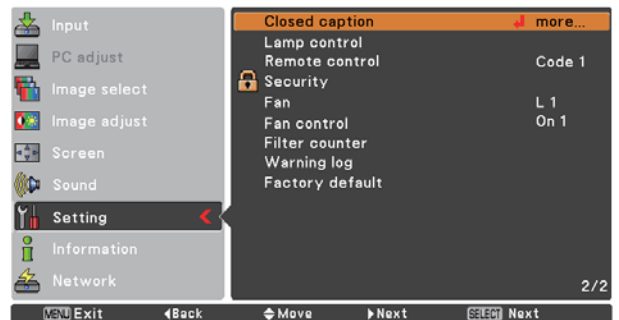 Input
PC adjust
Image select
Image adjust
Screen
Sound
Setting
Information
Network
Closed caption more...
Lamp control
Remote control Code 1
Security
Fan L 1
Fan control On 1
Filter counter
Warning log
Factory default
2/2
MENU Exit Back Move Next SELECT Next